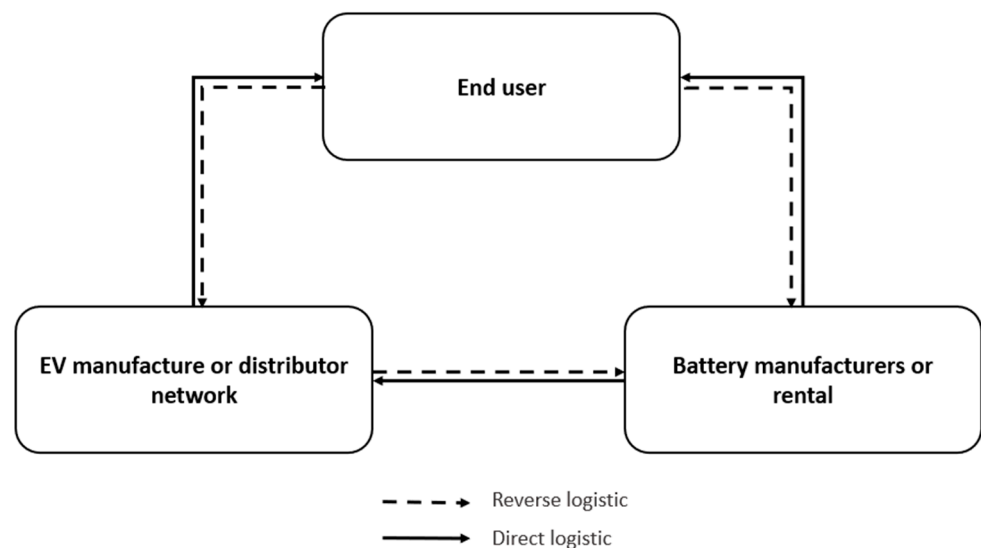 End user
EV manufacture or distributor
network
Battery manufacturers or
rental
Reverse logistic
Direct logistic